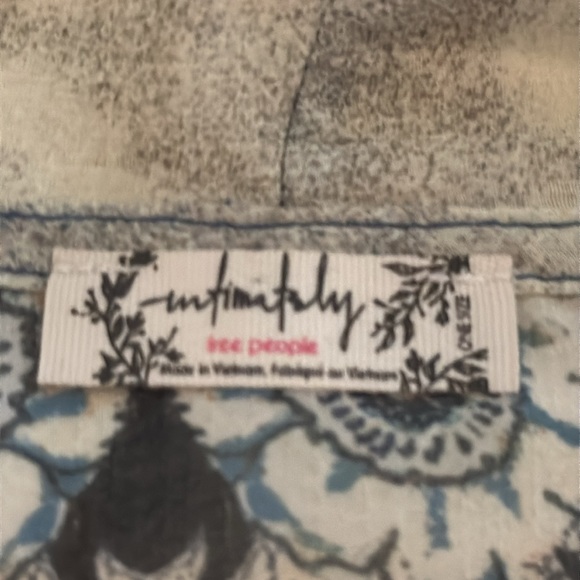 intimately
free people
Made in Vietnam, Fabriqué au Vietnam
ONE SIZE